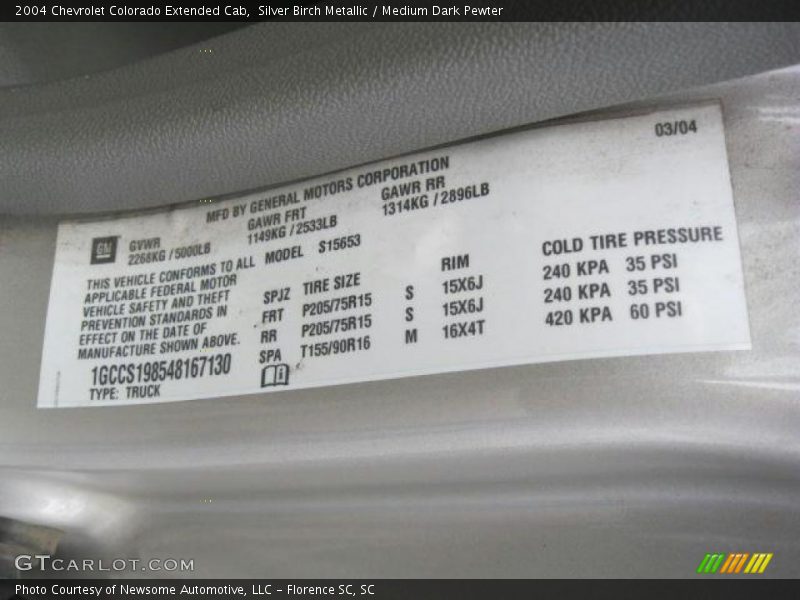 2004 Chevrolet Colorado Extended Cab, Silver Birch Metallic / Medium Dark Pewter
03/04
MFD BY GENERAL MOTORS CORPORATION
GM GVWR GAWR FRT GAWR RR
2268KG / 5000LB 1149KG / 2533LB 1314KG / 2896LB
THIS VEHICLE CONFORMS TO ALL
APPLICABLE FEDERAL MOTOR
VEHICLE SAFETY AND THEFT
PREVENTION STANDARDS IN
EFFECT ON THE DATE OF
MANUFACTURE SHOWN ABOVE.
1GCCS198548167130
TYPE: TRUCK
MODEL S15653
SPJZ TIRE SIZE RIM COLD TIRE PRESSURE
FRT P205/75R15 S 15X6J 240 KPA 35 PSI
RR P205/75R15 S 15X6J 240 KPA 35 PSI
SPA T155/90R16 M 16X4T 420 KPA 60 PSI
GTCARLOT.COM
Photo Courtesy of Newsome Automotive, LLC - Florence SC, SC